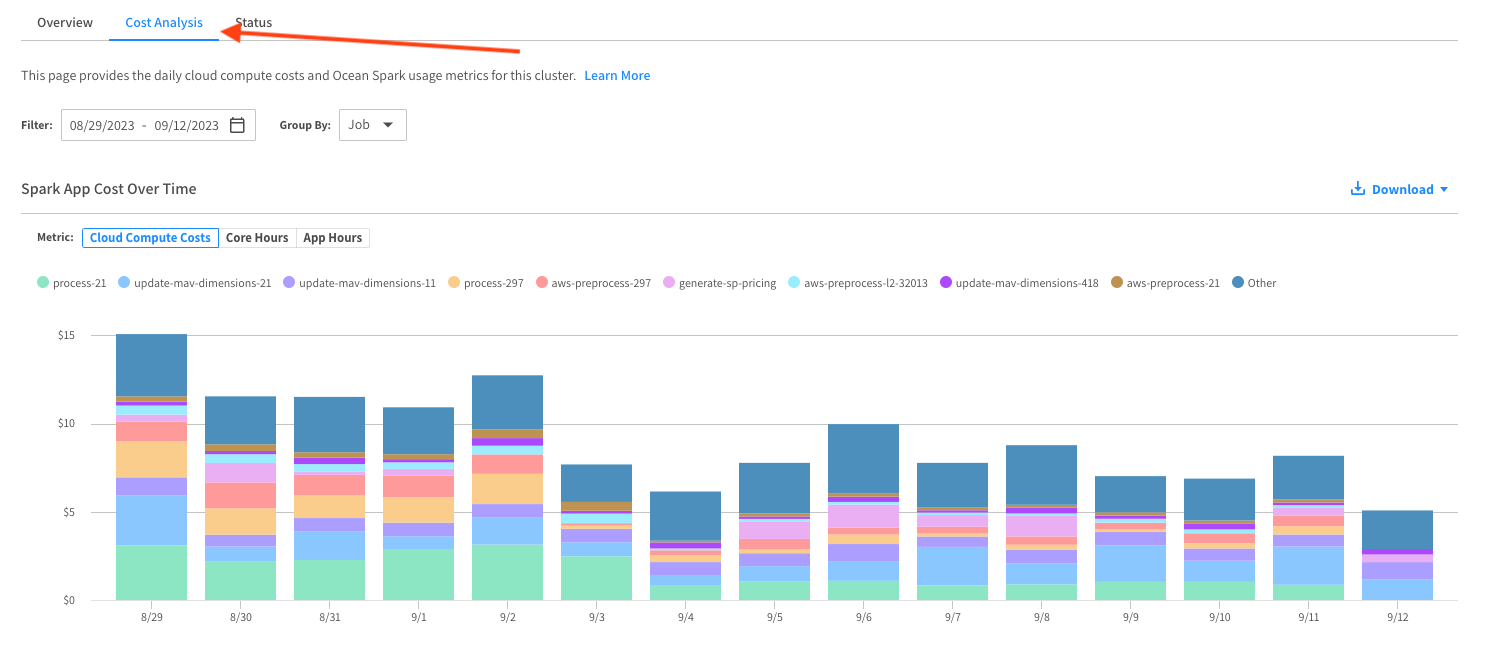 Overview Cost Analysis Status
This page provides the daily cloud compute costs and Ocean Spark usage metrics for this cluster. Learn More
Filter: 08/29/2023 - 09/12/2023 Group By: Job
Spark App Cost Over Time Download
Metric: Cloud Compute Costs Core Hours App Hours
process-21 update-mav-dimensions-21 update-mav-dimensions-11 process-297 aws-preprocess-297 generate-sp-pricing aws-preprocess-l2-32013 update-mav-dimensions-418 aws-preprocess-21 Other
$15
$10
$5
$0
8/29 8/30 8/31 9/1 9/2 9/3 9/4 9/5 9/6 9/7 9/8 9/9 9/10 9/11 9/12